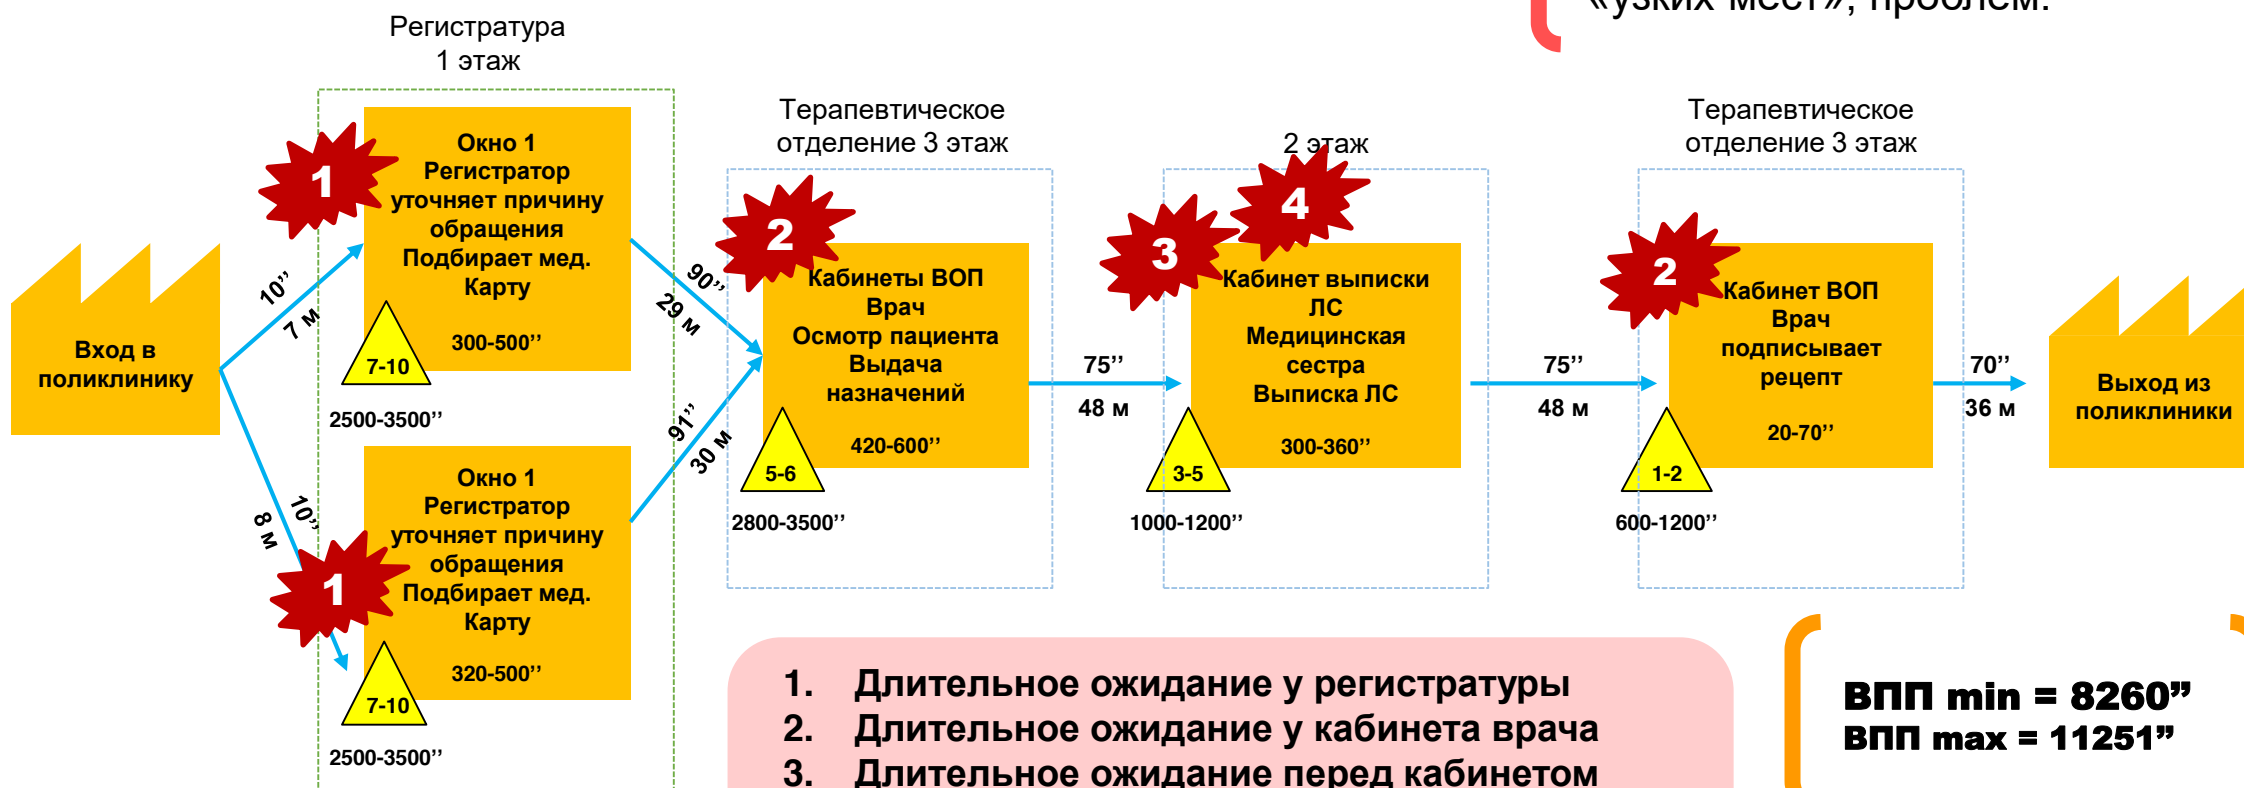 «узких мест», проблем.
Регистратура
1 этаж
Терапевтическое
отделение 3 этаж
2 этаж
Терапевтическое
отделение 3 этаж
Вход в
поликлинику
10’’
7 м
10’’
8 м
1
Окно 1
Регистратор
уточняет причину
обращения
Подбирает мед.
Карту
300-500’’
7-10
2500-3500’’
1
Окно 1
Регистратор
уточняет причину
обращения
Подбирает мед.
Карту
320-500’’
7-10
2500-3500’’
90’’
29 м
91’’
30 м
2
Кабинеты ВОП
Врач
Осмотр пациента
Выдача
назначений
420-600’’
5-6
2800-3500’’
75’’
48 м
3
4
Кабинет выписки
ЛС
Медицинская
сестра
Выписка ЛС
300-360’’
3-5
1000-1200’’
75’’
48 м
2
Кабинет ВОП
Врач
подписывает
рецепт
20-70’’
1-2
600-1200’’
70’’
36 м
Выход из
поликлиники
1. Длительное ожидание у регистратуры
2. Длительное ожидание у кабинета врача
3. Длительное ожидание перед кабинетом
ВПП min = 8260”
ВПП max = 11251”